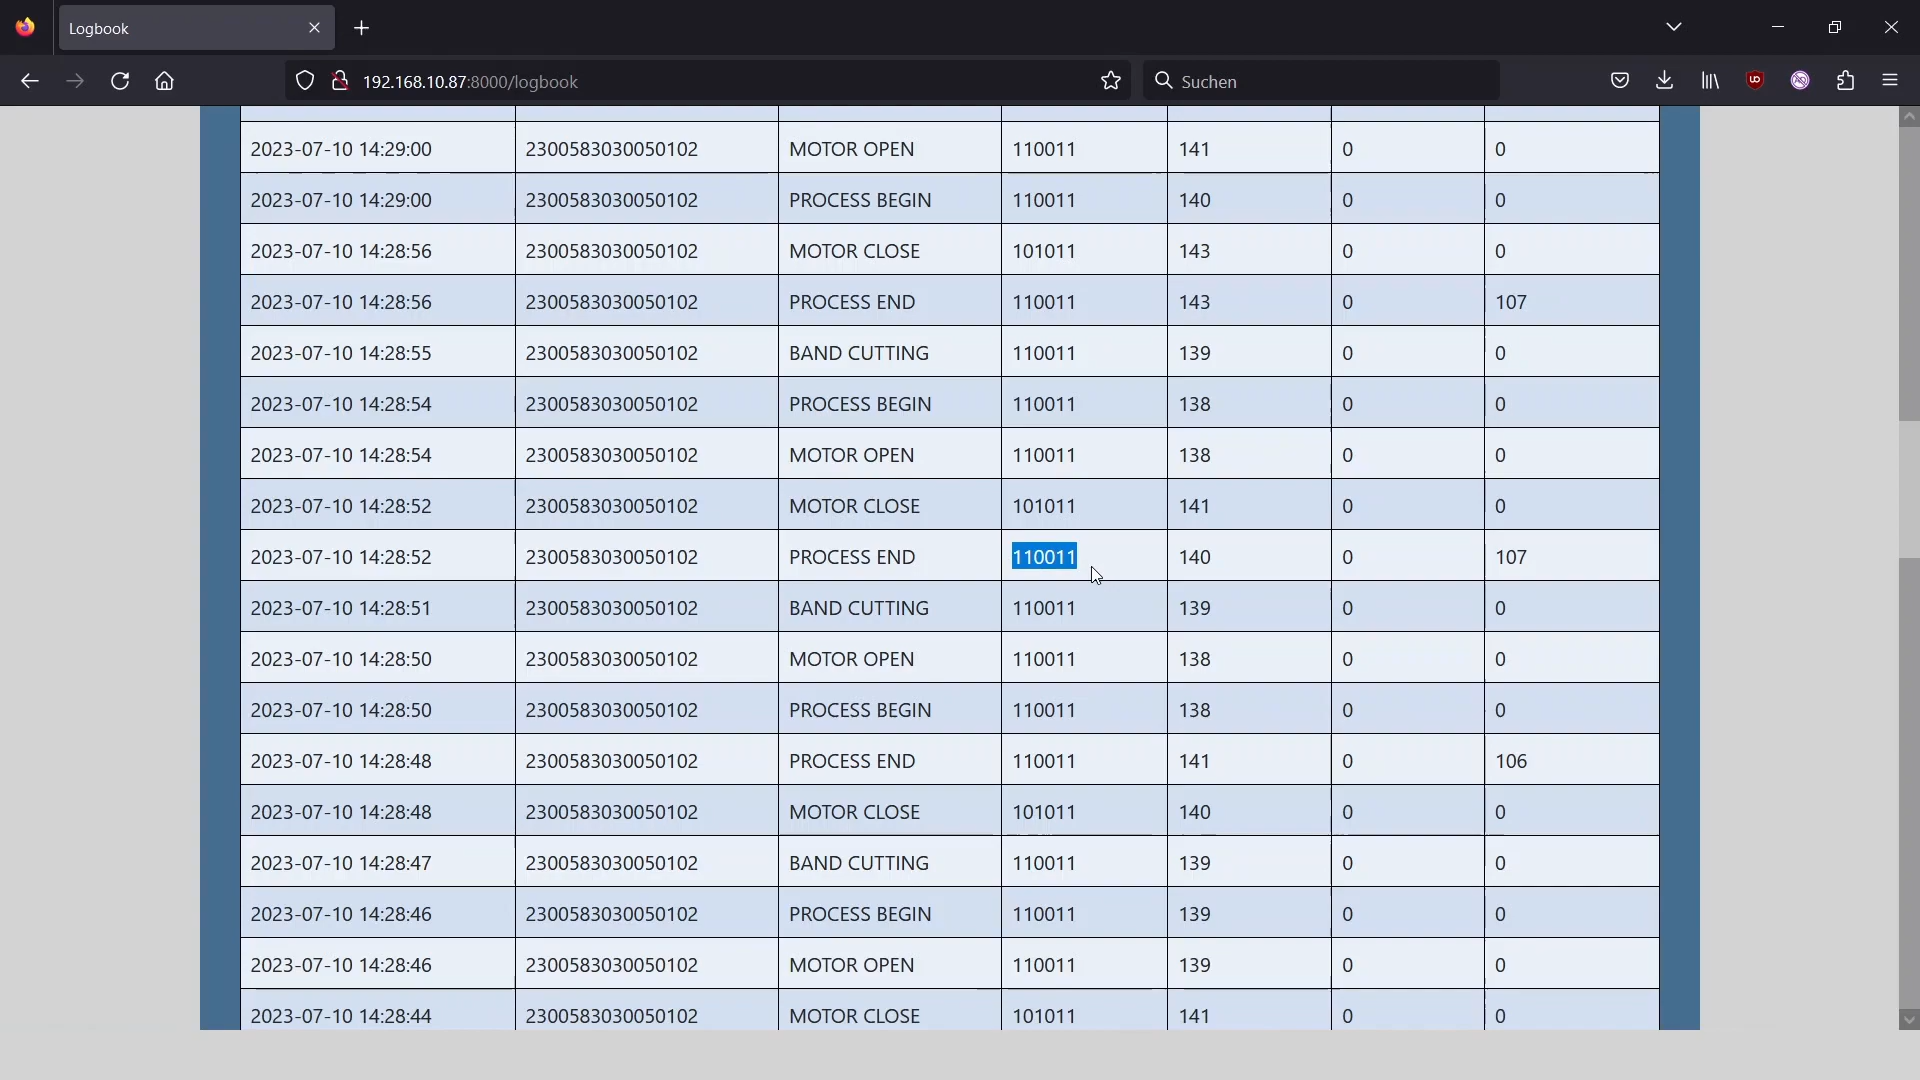 Logbook
192.168.10.87:8000/logbook
Suchen
2023-07-10 14:29:00 2300583030050102 MOTOR OPEN 110011 141 0 0
2023-07-10 14:29:00 2300583030050102 PROCESS BEGIN 110011 140 0 0
2023-07-10 14:28:56 2300583030050102 MOTOR CLOSE 101011 143 0 0
2023-07-10 14:28:56 2300583030050102 PROCESS END 110011 143 0 107
2023-07-10 14:28:55 2300583030050102 BAND CUTTING 110011 139 0 0
2023-07-10 14:28:54 2300583030050102 PROCESS BEGIN 110011 138 0 0
2023-07-10 14:28:54 2300583030050102 MOTOR OPEN 110011 138 0 0
2023-07-10 14:28:52 2300583030050102 MOTOR CLOSE 101011 141 0 0
2023-07-10 14:28:52 2300583030050102 PROCESS END 110011 140 0 107
2023-07-10 14:28:51 2300583030050102 BAND CUTTING 110011 139 0 0
2023-07-10 14:28:50 2300583030050102 MOTOR OPEN 110011 138 0 0
2023-07-10 14:28:50 2300583030050102 PROCESS BEGIN 110011 138 0 0
2023-07-10 14:28:48 2300583030050102 PROCESS END 110011 141 0 106
2023-07-10 14:28:48 2300583030050102 MOTOR CLOSE 101011 140 0 0
2023-07-10 14:28:47 2300583030050102 BAND CUTTING 110011 139 0 0
2023-07-10 14:28:46 2300583030050102 PROCESS BEGIN 110011 139 0 0
2023-07-10 14:28:46 2300583030050102 MOTOR OPEN 110011 139 0 0
2023-07-10 14:28:44 2300583030050102 MOTOR CLOSE 101011 141 0 0